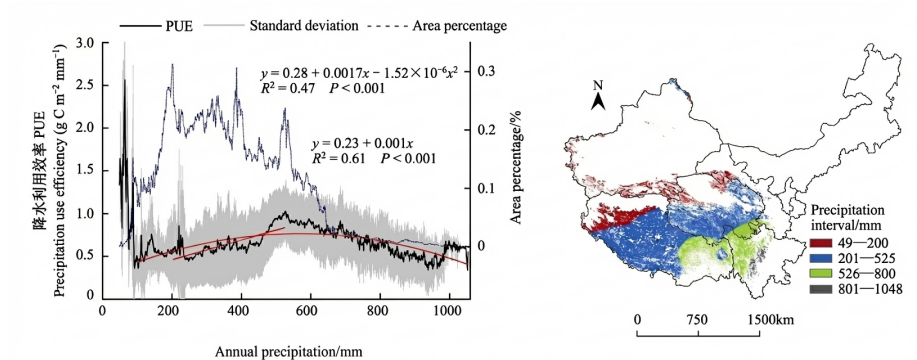 PUE Standard deviation Area percentage
降水利用效率 PUE
Precipitation use efficiency (g C m⁻² mm⁻¹)
3.0
2.5
2.0
1.5
1.0
0.5
0
y = 0.28 + 0.0017x − 1.52×10⁻⁶x²
R² = 0.47 P < 0.001
y = 0.23 + 0.001x
R² = 0.61 P < 0.001
0.3
0.2
0.1
0
Area percentage/%
0 200 400 600 800 1000
Annual precipitation/mm
N
Precipitation
interval/mm
49—200
201—525
526—800
801—1048
0 750 1500km